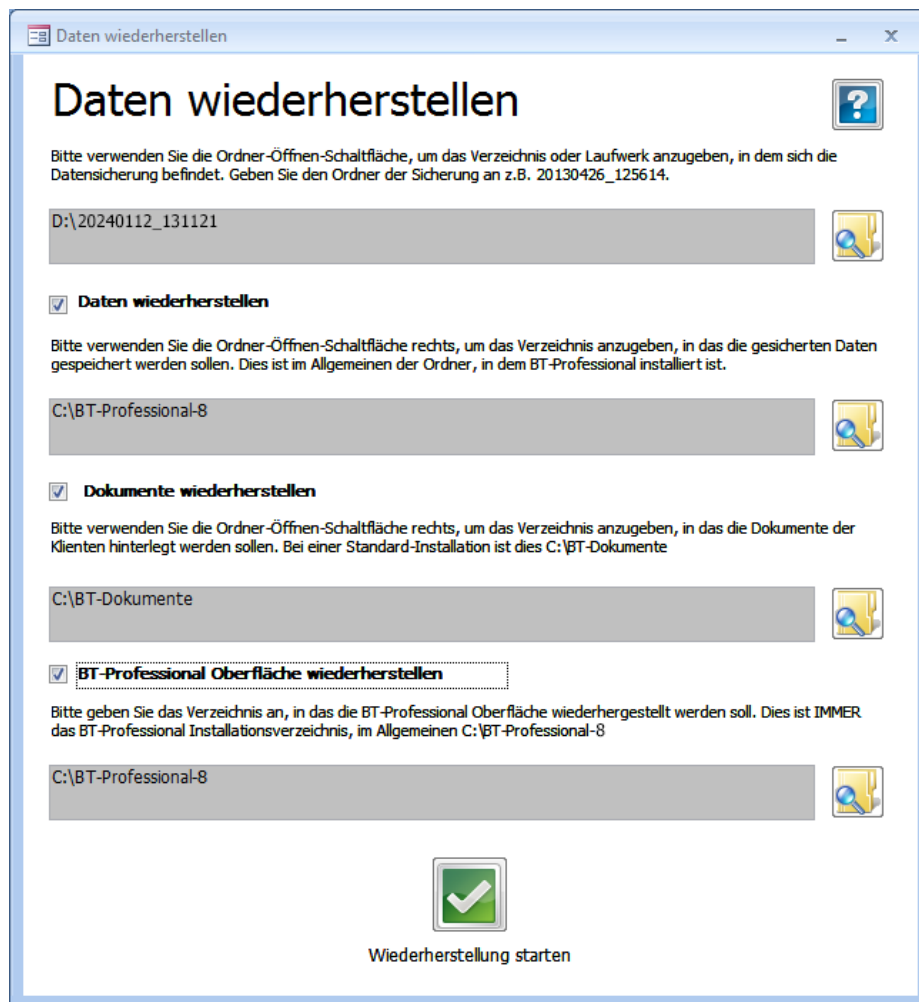 Daten wiederherstellen
Daten wiederherstellen
Bitte verwenden Sie die Ordner-Öffnen-Schaltfläche, um das Verzeichnis oder Laufwerk anzugeben, in dem sich die
Datensicherung befindet. Geben Sie den Ordner der Sicherung an z.B. 20130426_125614.
D:\20240112_131121
Daten wiederherstellen
Bitte verwenden Sie die Ordner-Öffnen-Schaltfläche rechts, um das Verzeichnis anzugeben, in das die gesicherten Daten
gespeichert werden sollen. Dies ist im Allgemeinen der Ordner, in dem BT-Professional installiert ist.
C:\BT-Professional-8
Dokumente wiederherstellen
Bitte verwenden Sie die Ordner-Öffnen-Schaltfläche rechts, um das Verzeichnis anzugeben, in das die Dokumente der
Klienten hinterlegt werden sollen. Bei einer Standard-Installation ist dies C:\BT-Dokumente
C:\BT-Dokumente
BT-Professional Oberfläche wiederherstellen
Bitte geben Sie das Verzeichnis an, in das die BT-Professional Oberfläche wiederhergestellt werden soll. Dies ist IMMER
das BT-Professional Installationsverzeichnis, im Allgemeinen C:\BT-Professional-8
C:\BT-Professional-8
Wiederherstellung starten